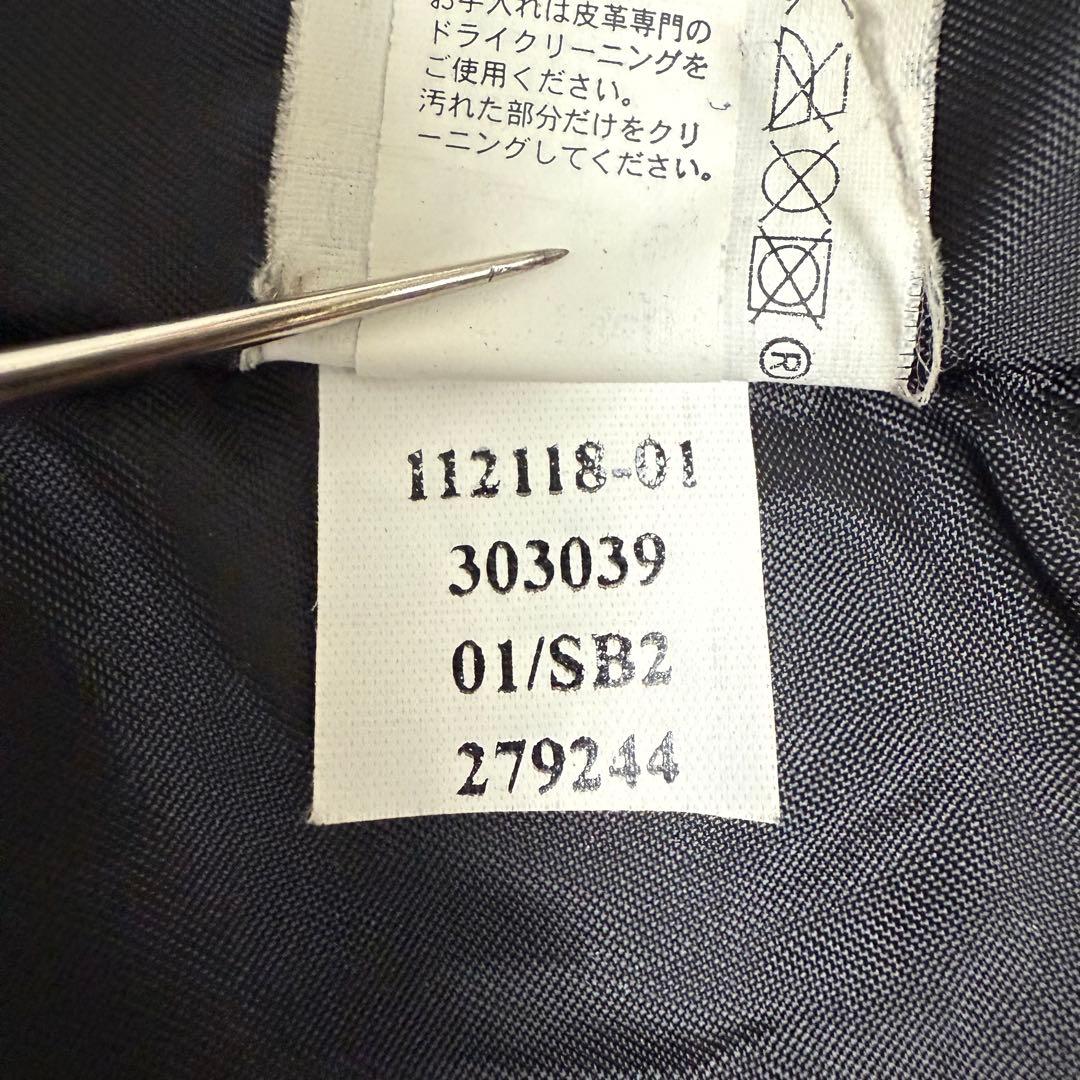 お手入れは皮革専門の
ドライクリーニングを
ご使用ください。
汚れた部分だけをクリ
ーニングしてください。
®
112118-01
303039
01/SB2
279244